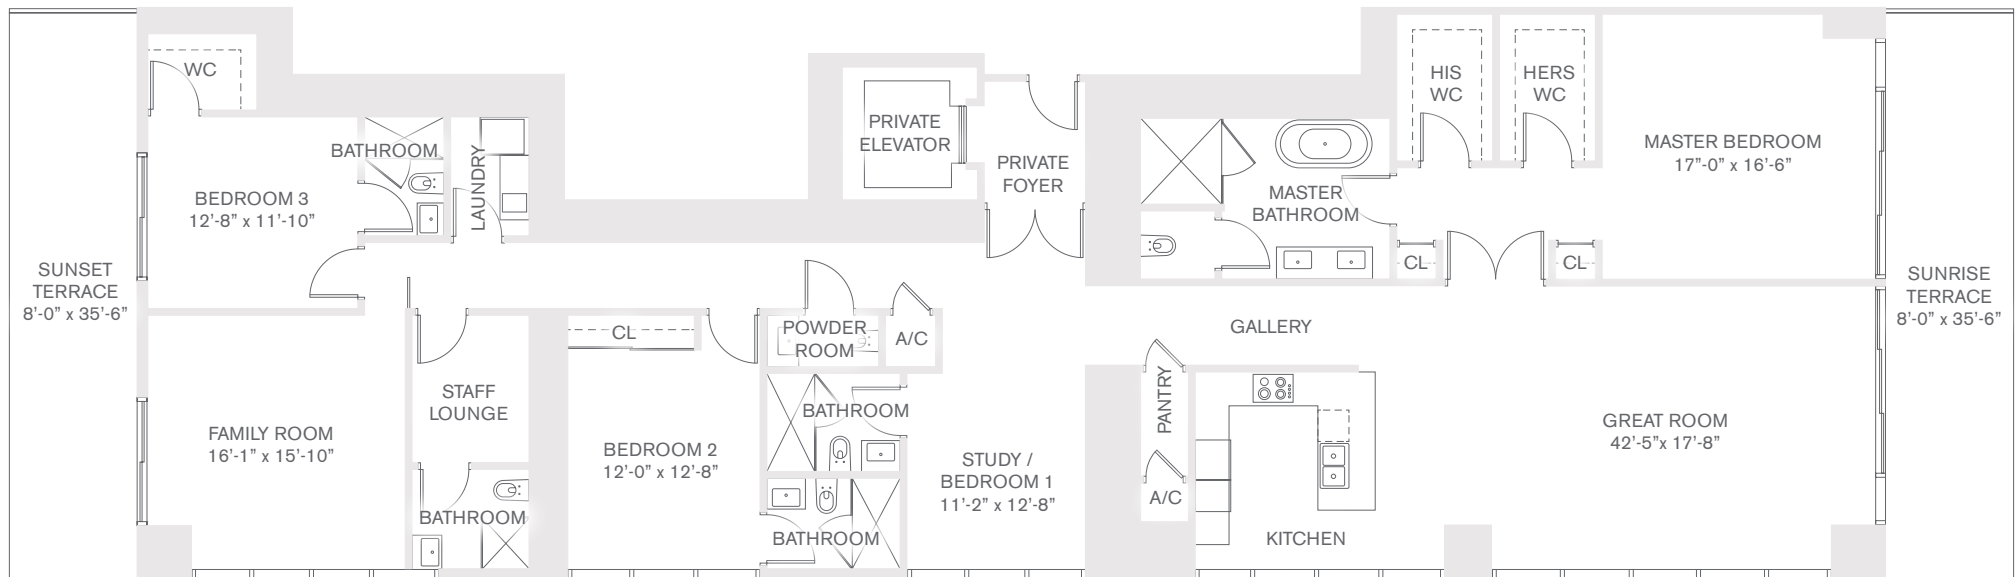 WC
BATHROOM
LAUNDRY
BEDROOM 3
12’-8” x 11’-10”
SUNSET
TERRACE
8’-0” x 35’-6”
FAMILY ROOM
16’-1” x 15’-10”
STAFF
LOUNGE
BATHROOM
CL
BEDROOM 2
12’-0” x 12’-8”
POWDER
ROOM
A/C
BATHROOM
BATHROOM
STUDY /
BEDROOM 1
11’-2” x 12’-8”
PRIVATE
ELEVATOR
PRIVATE
FOYER
MASTER
BATHROOM
HIS
WC
HERS
WC
CL
CL
MASTER BEDROOM
17”-0” x 16’-6”
SUNRISE
TERRACE
8’-0” x 35’-6”
GALLERY
PANTRY
A/C
KITCHEN
GREAT ROOM
42’-5”x 17’-8”